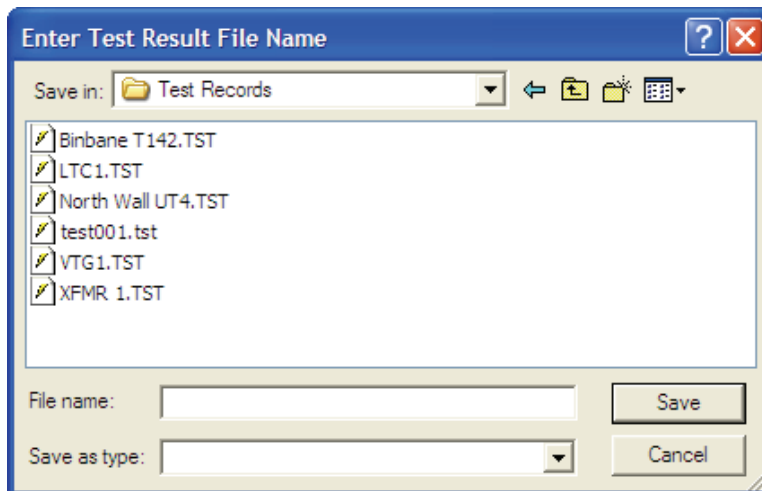 Enter Test Result File Name
Save in: Test Records
Binbane T142.TST
LTC1.TST
North Wall UT4.TST
test001.tst
VTG1.TST
XFMR 1.TST
File name:
Save
Save as type:
Cancel